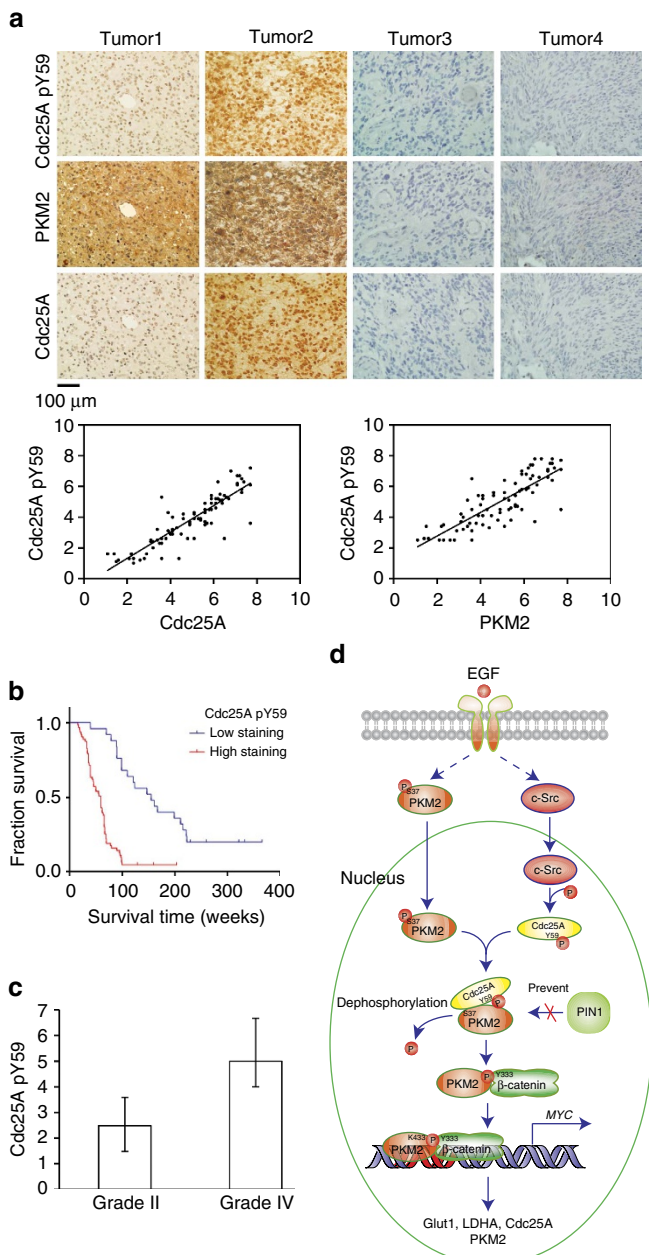 a
Tumor1 Tumor2 Tumor3 Tumor4
Cdc25A pY59
PKM2
Cdc25A
100 μm
Cdc25A pY59
10
8
6
4
2
0
0 2 4 6 8 10
Cdc25A
Cdc25A pY59
10
8
6
4
2
0
0 2 4 6 8 10
PKM2
b
Cdc25A pY59
Low staining
High staining
Fraction survival
1.0
0.5
0.0
0 100 200 300 400
Survival time (weeks)
c
Cdc25A pY59
7
6
5
4
3
2
1
0
Grade II Grade IV
d
EGF
P
S37
PKM2
c-Src
Nucleus
c-Src
P
P
S37
PKM2
Cdc25A
Y59
P
Dephosphorylation
Cdc25A
Y59
P
S37
PKM2
Prevent
PIN1
P
PKM2
P
Y333
β-catenin
MYC
K433
PKM2
P
Y333
β-catenin
Glut1, LDHA, Cdc25A
PKM2